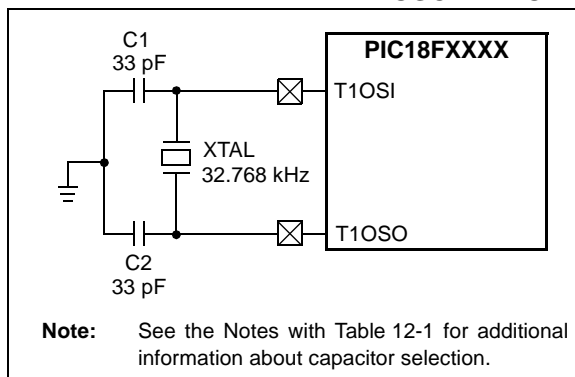 C1
33 pF
PIC18FXXXX
T1OSI
XTAL
32.768 kHz
T1OSO
C2
33 pF
Note: See the Notes with Table 12-1 for additional
information about capacitor selection.